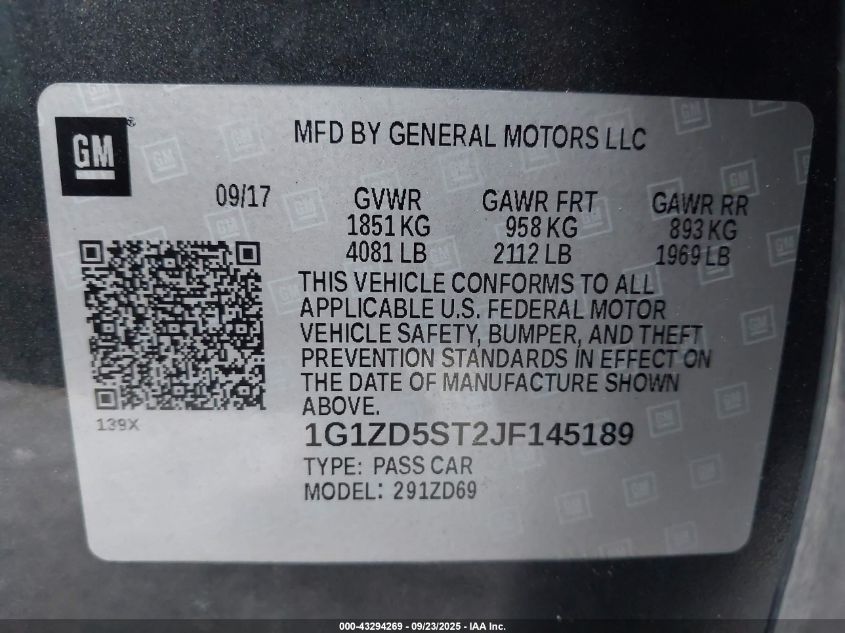 GM
MFD BY GENERAL MOTORS LLC
09/17 GVWR GAWR FRT GAWR RR
1851 KG 958 KG 893 KG
4081 LB 2112 LB 1969 LB
THIS VEHICLE CONFORMS TO ALL
APPLICABLE U.S. FEDERAL MOTOR
VEHICLE SAFETY, BUMPER, AND THEFT
PREVENTION STANDARDS IN EFFECT ON
THE DATE OF MANUFACTURE SHOWN
ABOVE.
139X
1G1ZD5ST2JF145189
TYPE: PASS CAR
MODEL: 291ZD69
000-43294269 - 09/23/2025 - IAA Inc.